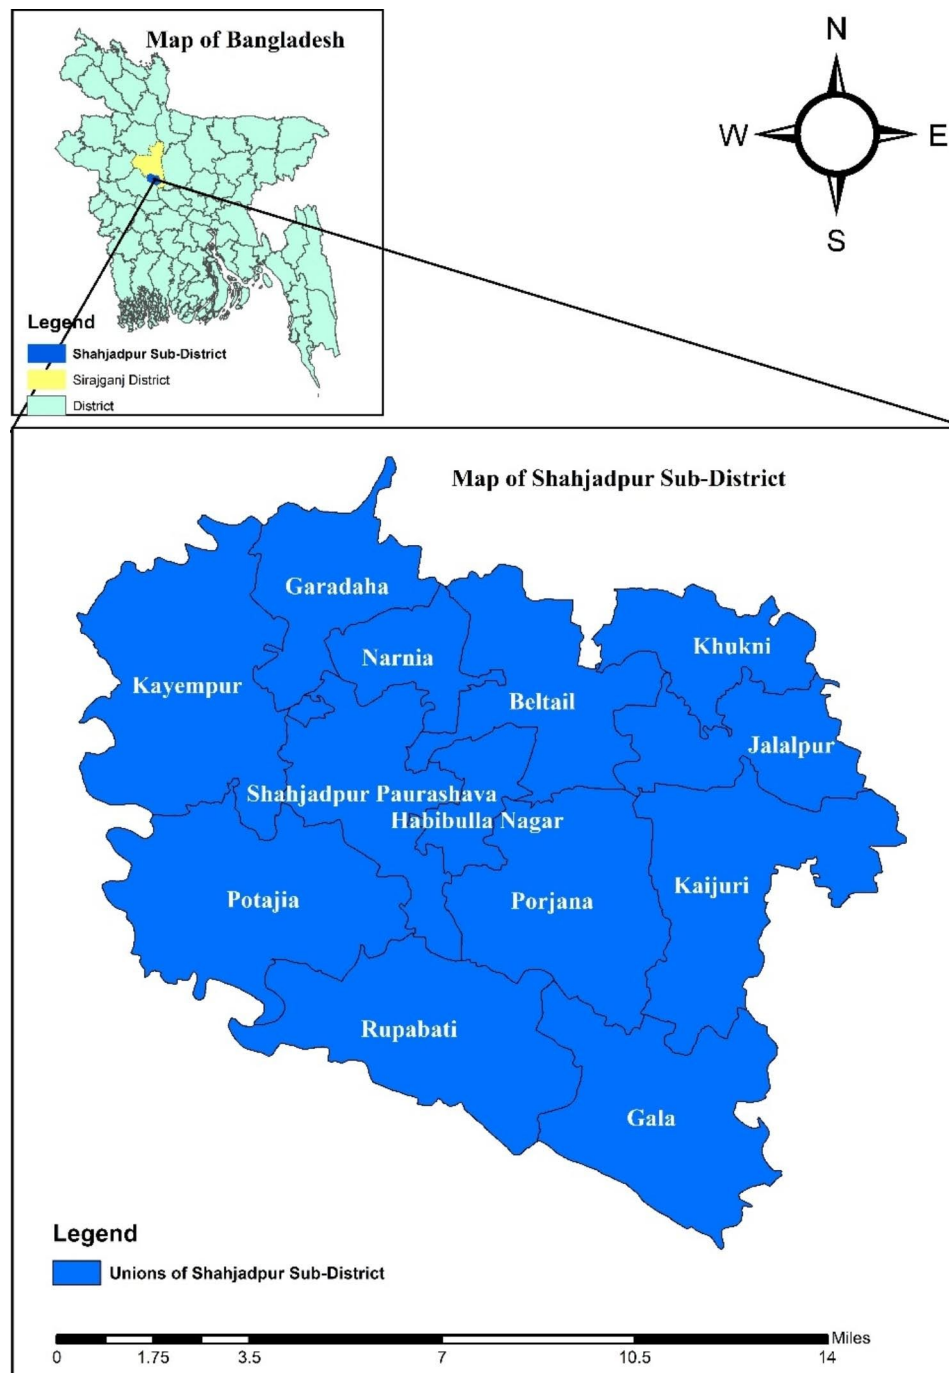 Map of Bangladesh
N
W
E
S
Legend
Shahjadpur Sub-District
Sirajganj District
District
Map of Shahjadpur Sub-District
Garadaha
Narnia
Khukni
Kayempur
Beltail
Jalalpur
Shahjadpur Paurashava
Habibulla Nagar
Potajia
Porjana
Kaijuri
Rupabati
Gala
Legend
Unions of Shahjadpur Sub-District
Miles
0 1.75 3.5 7 10.5 14